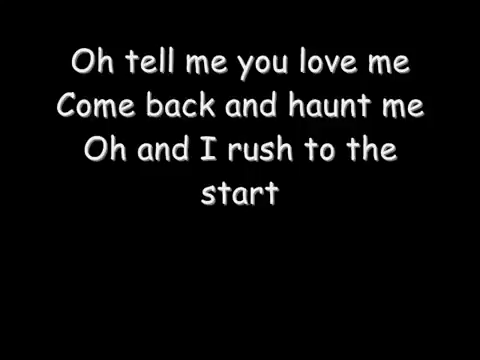 Oh tell me you love me
Come back and haunt me
Oh and I rush to the
start